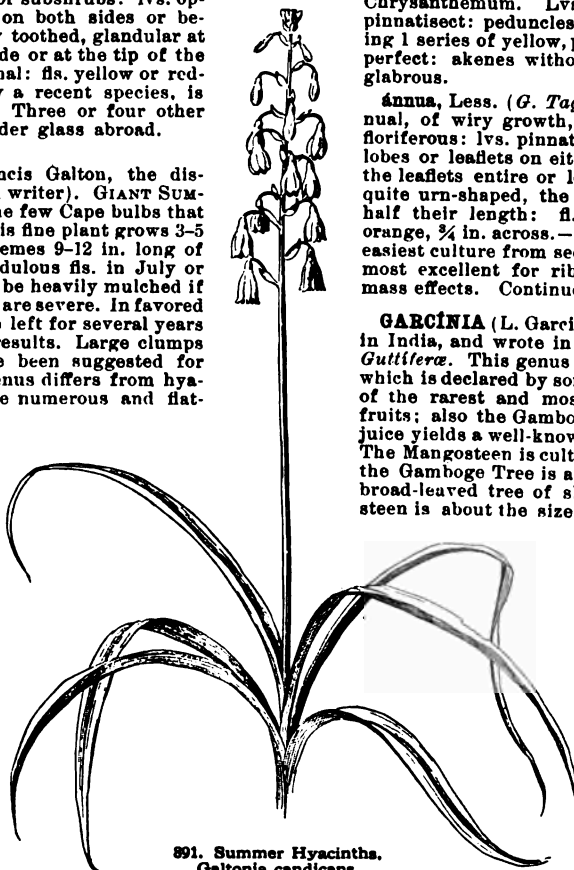 on both sides or be-
toothed, glandular at
de or at the tip of the
nal: fls. yellow or red-
y a recent species, is
Three or four other
der glass abroad.
ncis Galton, the dis-
writer). GIANT SUM-
e few Cape bulbs that
is fine plant grows 3–5
emes 9–12 in. long of
dulous fls. in July or
be heavily mulched if
are severe. In favored
left for several years
results. Large clumps
e been suggested for
enus differs from hya-
e numerous and flat-
Chrysanthemum. Lvs
pinnatisect: peduncles
ing 1 series of yellow,
perfect: akenes witho
glabrous.
ánnua, Less. (G. Tag
nual, of wiry growth,
floriferous: lvs. pinnat
lobes or leaflets on eit
the leaflets entire or l
quite urn-shaped, the
half their length: fl.
orange, ¾ in. across.—
easiest culture from se
most excellent for rib
mass effects. Continu
GARCÍNIA (L. Garci
in India, and wrote in
Guttiferæ. This genus
which is declared by so
of the rarest and mos
fruits; also the Gambo
juice yields a well-know
The Mangosteen is cult
the Gamboge Tree is a
broad-leaved tree of s
steen is about the size
891. Summer Hyacinths,
Galtonia candicans